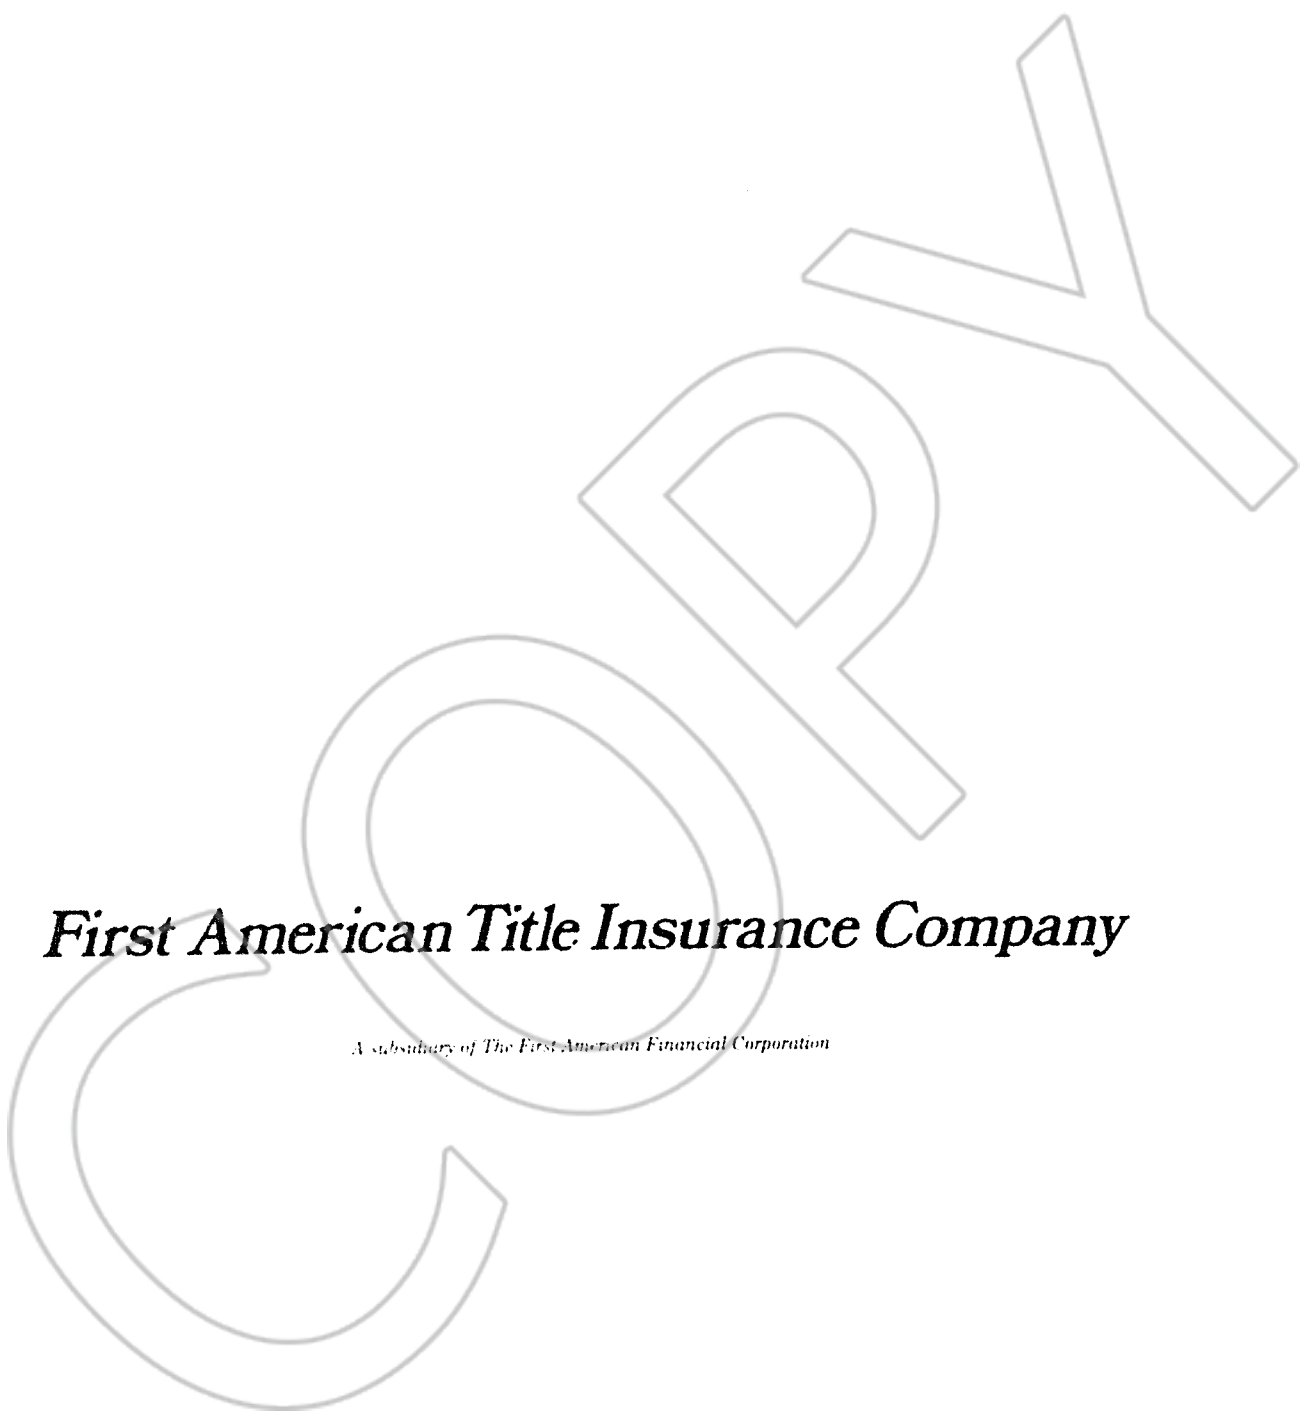 COPY
First American Title Insurance Company
A subsidiary of The First American Financial Corporation